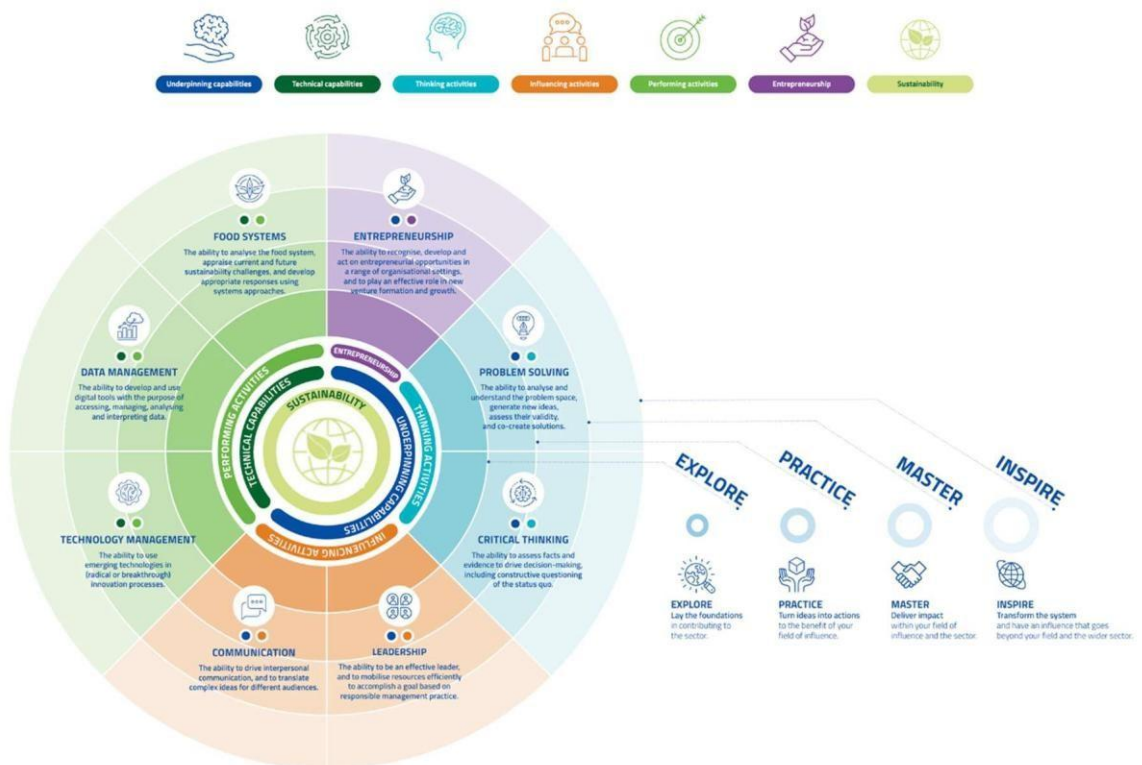 Underpinning capabilities
Technical capabilities
Thinking activities
Influencing activities
Performing activities
Entrepreneurship
Sustainability
FOOD SYSTEMS
The ability to analyse the food system,
appraise current and future
sustainability challenges, and develop
appropriate responses using
systems approaches.
ENTREPRENEURSHIP
The ability to recognise, develop and
act on entrepreneurial opportunities in
a range of organisational settings,
and to play an effective role in new
venture formation and growth.
DATA MANAGEMENT
The ability to develop and use
digital tools with the purpose of
accessing, managing, analysing
and interpreting data.
PROBLEM SOLVING
The ability to analyse and
understand the problem space,
generate new ideas,
assess their validity,
and co-create solutions.
ENTREPRENEURSHIP
PERFORMING ACTIVITIES
TECHNICAL CAPABILITIES
SUSTAINABILITY
UNDERPINNING CAPABILITIES
THINKING ACTIVITIES
INFLUENCING ACTIVITIES
TECHNOLOGY MANAGEMENT
The ability to use
emerging technologies in
(radical or breakthrough)
innovation processes.
CRITICAL THINKING
The ability to assess facts and
evidence to drive decision-making,
including constructive questioning
of the status quo.
COMMUNICATION
The ability to drive interpersonal
communication, and to translate
complex ideas for different audiences.
LEADERSHIP
The ability to be an effective leader,
and to mobilise resources efficiently
to accomplish a goal based on
responsible management practice.
EXPLORE
PRACTICE
MASTER
INSPIRE
EXPLORE
Lay the foundations
in contributing to
the sector.
PRACTICE
Turn ideas into actions
to the benefit of your
field of influence.
MASTER
Deliver impact
within your field of
influence and the sector.
INSPIRE
Transform the system
and have an influence that goes
beyond your field and the wider sector.